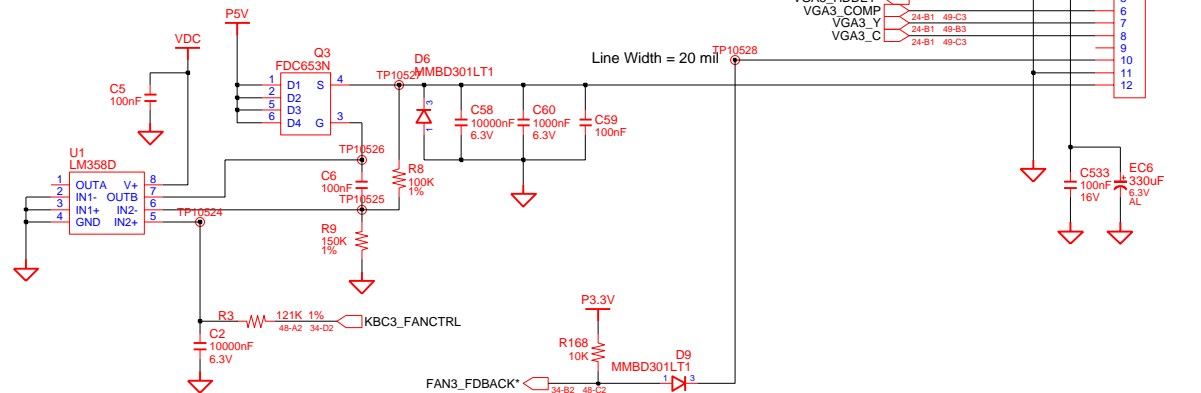 P5V
VDC
Q3
FDC653N
1 D1 S 4
2 D2
5 D3
6 D4 G 3
C5
100nF
TP10527
D6
MMBD301LT1
3
1
C58
10000nF
6.3V
C60
1000nF
6.3V
C59
100nF
Line Width = 20 mil
TP10528
VGA3_COMP
24-B1 49-C3
VGA3_Y
24-B1 49-B3
VGA3_C
24-B1 49-C3
6
7
8
9
10
11
12
U1
LM358D
1 OUTA V+ 8
2 IN1- OUTB 7
3 IN1+ IN2- 6
4 GND IN2+ 5
TP10526
C6
100nF
TP10525
R8
100K
1%
TP10524
R9
150K
1%
C533
100nF
16V
EC6
330uF
6.3V
AL
R3
121K 1%
48-A2 34-D2
KBC3_FANCTRL
C2
10000nF
6.3V
P3.3V
R168
10K
D9
MMBD301LT1
1
3
FAN3_FDBACK*
34-B2 48-C2